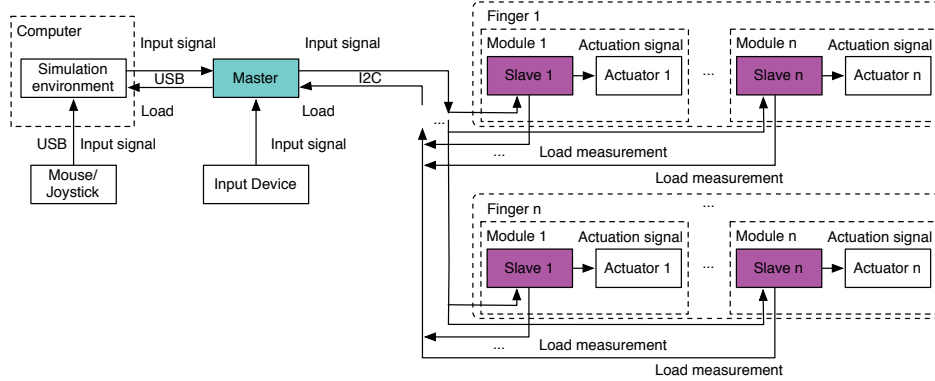 Computer
Simulation
environment
Input signal
USB
Load
Master
Input signal
I2C
Load
USB
Input signal
Mouse/
Joystick
Input signal
Input Device
...
Finger 1
Module 1
Actuation signal
Slave 1
Actuator 1
...
Module n
Actuation signal
Slave n
Actuator n
...
Load measurement
Load measurement
...
Finger n
Module 1
Actuation signal
Slave 1
Actuator 1
...
Module n
Actuation signal
Slave n
Actuator n
...
Load measurement
Load measurement